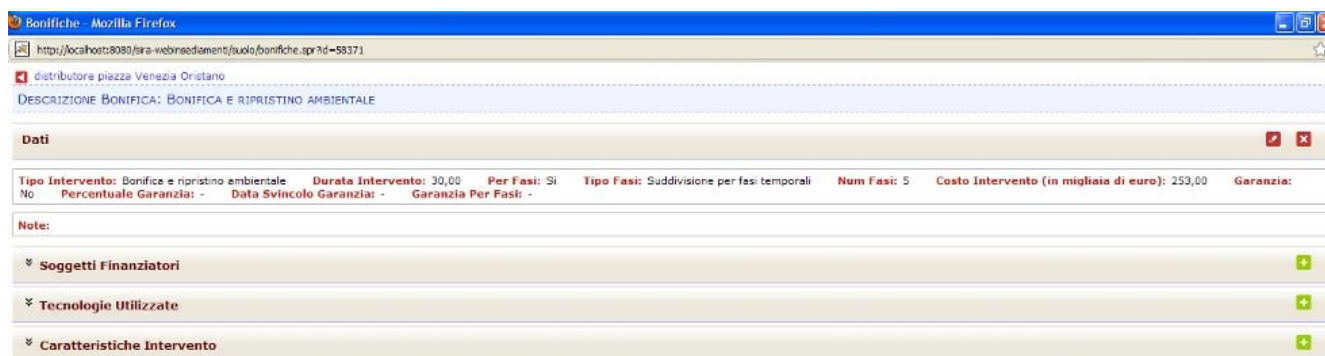 Bonifiche - Mozilla Firefox
http://localhost:8080/sira-webinsediamenti/suolo/bonifiche.spr?id=58371
distributore piazza Venezia Oristano
DESCRIZIONE BONIFICA: BONIFICA E RIPRISTINO AMBIENTALE
Dati
Tipo Intervento: Bonifica e ripristino ambientale Durata Intervento: 30,00 Per Fasi: Si Tipo Fasi: Suddivisione per fasi temporali Num Fasi: 5 Costo Intervento (in migliaia di euro): 253,00 Garanzia:
No Percentuale Garanzia: - Data Svincolo Garanzia: - Garanzia Per Fasi: -
Note:
Soggetti Finanziatori
Tecnologie Utilizzate
Caratteristiche Intervento